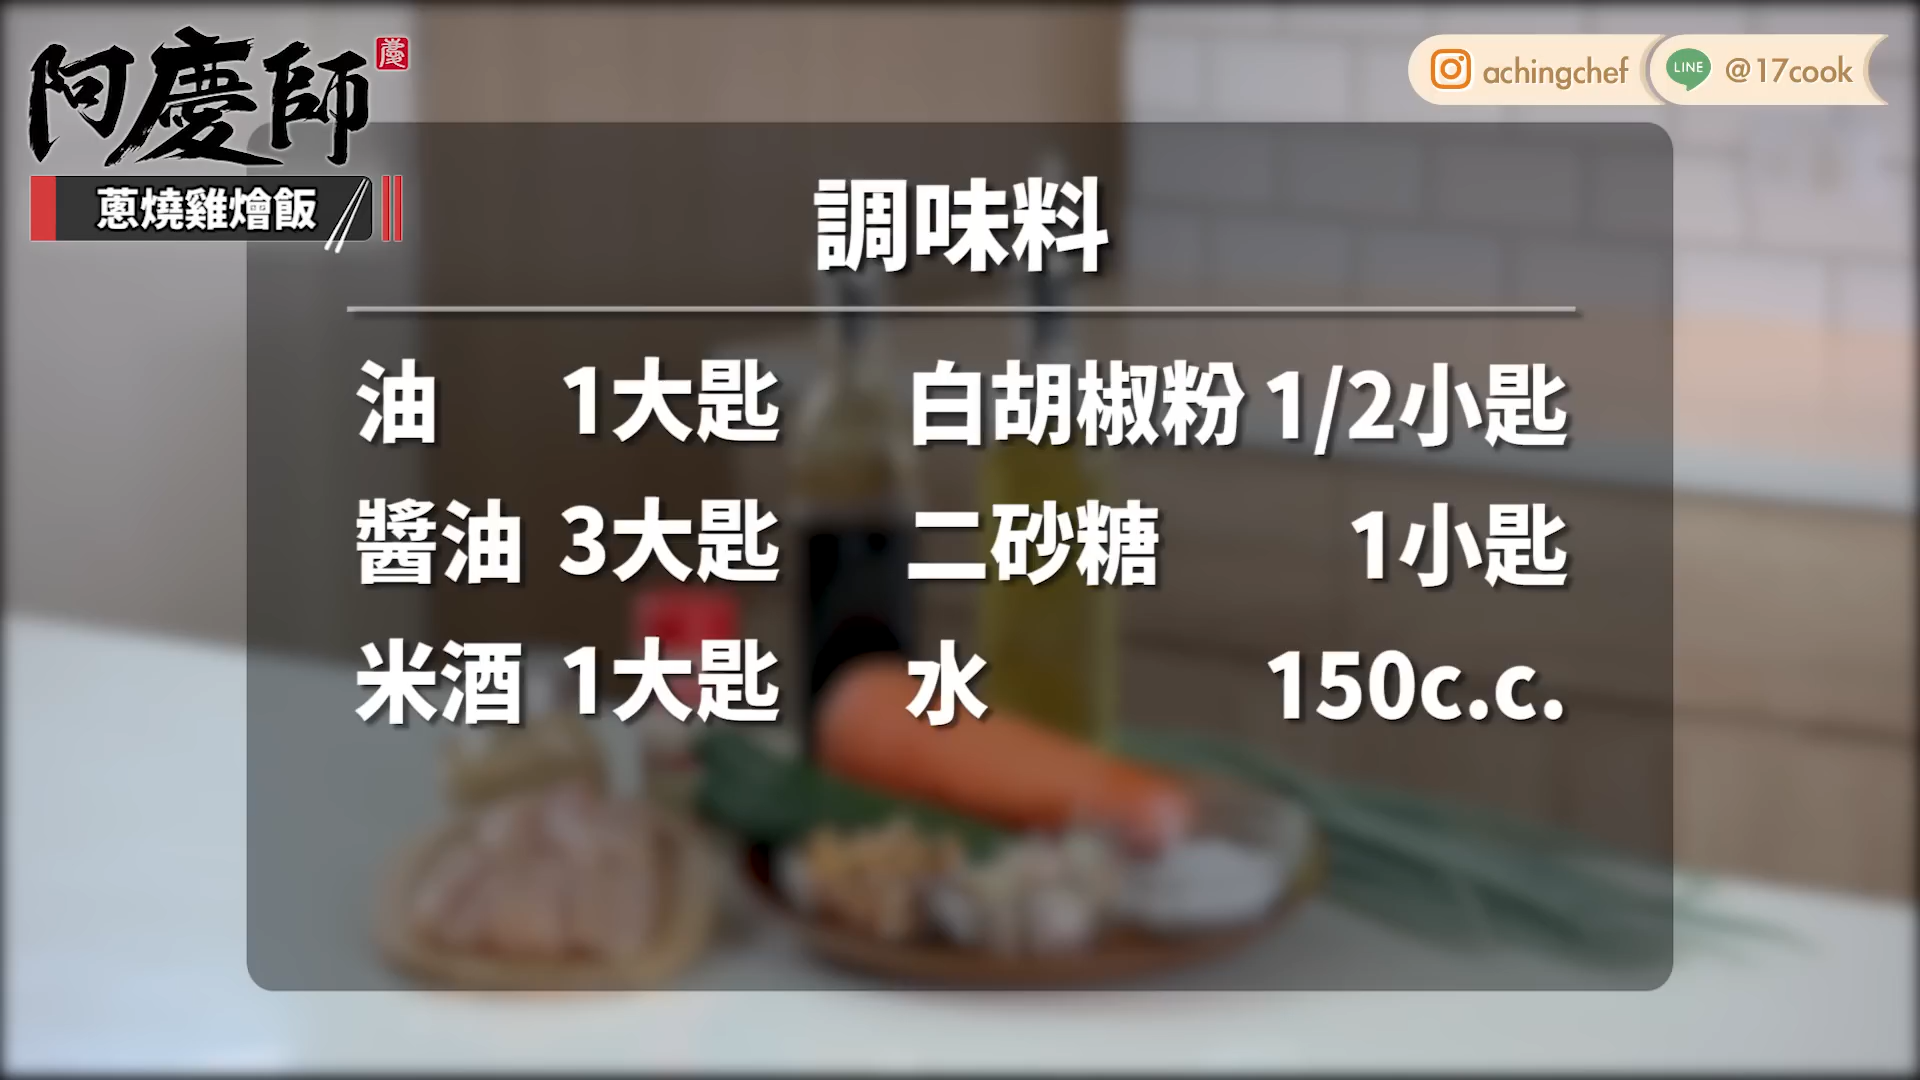 阿慶師
慶
蔥燒雞燴飯
achingchef
LINE
@17cook
調味料
油 1大匙
白胡椒粉 1/2小匙
醬油 3大匙
二砂糖 1小匙
米酒 1大匙
水 150c.c.